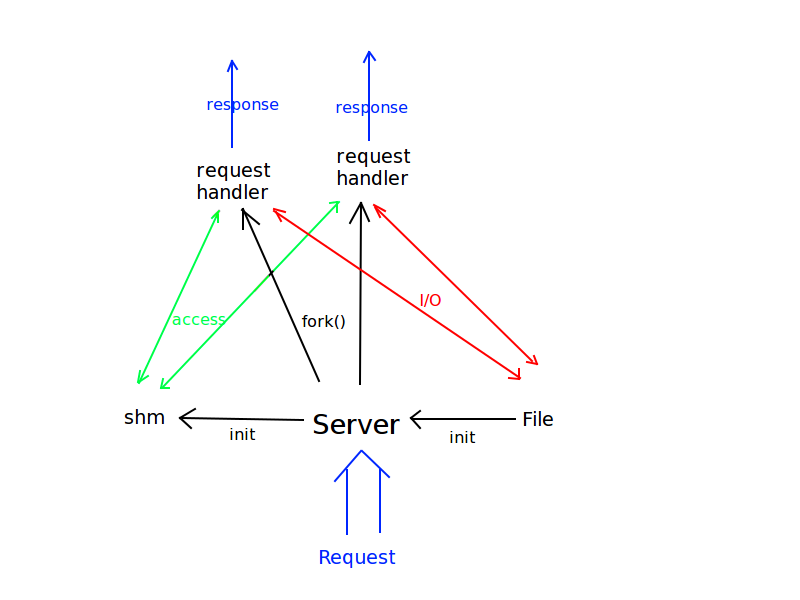 response
response
request
handler
request
handler
I/O
access
fork()
shm
init
Server
init
File
Request